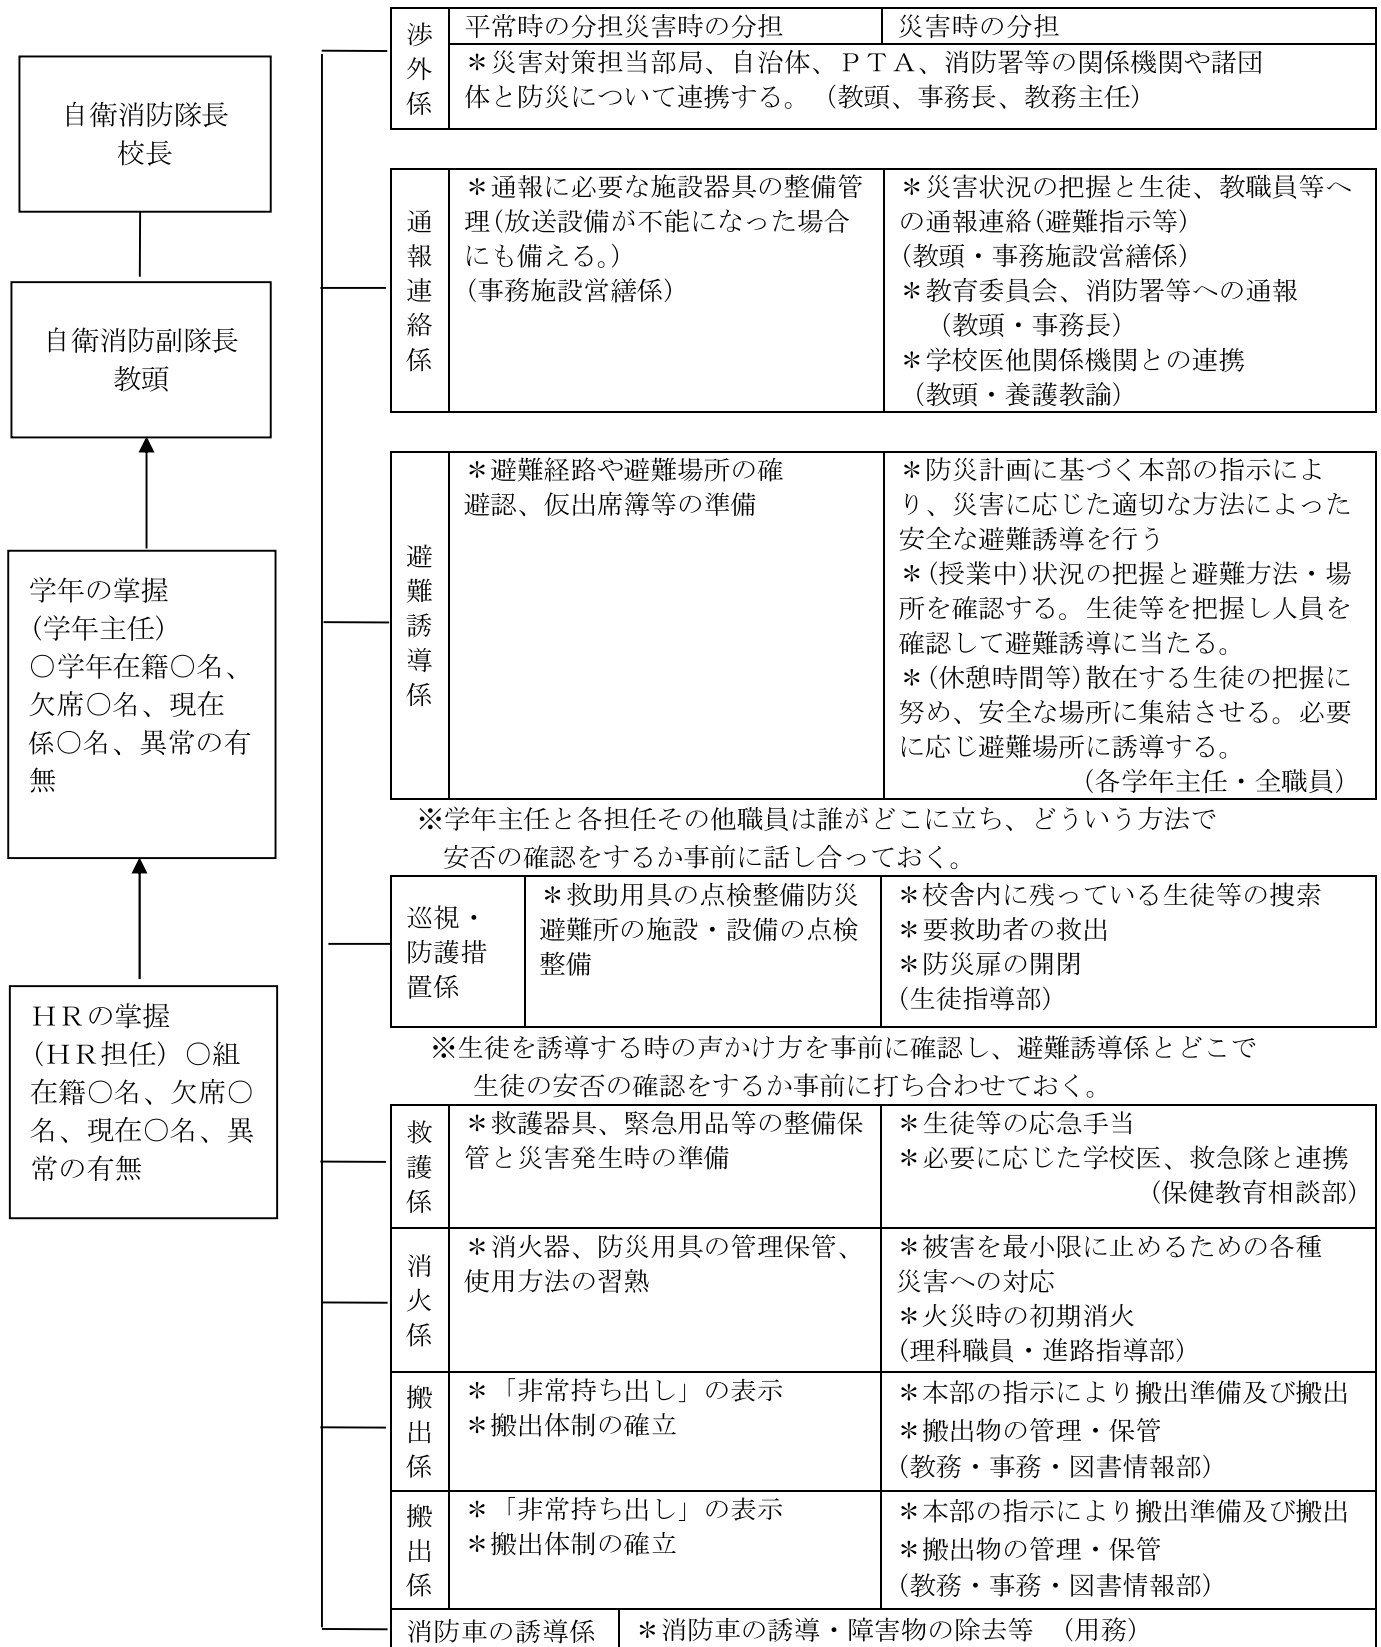 自衛消防隊長
校長
自衛消防副隊長
教頭
学年の掌握
（学年主任）
〇学年在籍〇名、
欠席〇名、現在
係〇名、異常の有
無
ＨＲの掌握
（ＨＲ担任）〇組
在籍〇名、欠席〇
名、現在〇名、異
常の有無
渉外係
平常時の分担災害時の分担
災害時の分担
＊災害対策担当部局、自治体、ＰＴＡ、消防署等の関係機関や諸団
体と防災について連携する。（教頭、事務長、教務主任）
通報連絡係
＊通報に必要な施設器具の整備管
理（放送設備が不能になった場合
にも備える。）
（事務施設営繕係）
＊災害状況の把握と生徒、教職員等へ
の通報連絡（避難指示等）
（教頭・事務施設営繕係）
＊教育委員会、消防署等への通報
（教頭・事務長）
＊学校医他関係機関との連携
（教頭・養護教諭）
避難誘導係
＊避難経路や避難場所の確
避認、仮出席簿等の準備
＊防災計画に基づく本部の指示によ
り、災害に応じた適切な方法によった
安全な避難誘導を行う
＊（授業中）状況の把握と避難方法・場
所を確認する。生徒等を把握し人員を
確認して避難誘導に当たる。
＊（休憩時間等）散在する生徒の把握に
努め、安全な場所に集結させる。必要
に応じ避難場所に誘導する。
（各学年主任・全職員）
※学年主任と各担任その他職員は誰がどこに立ち、どういう方法で
安否の確認をするか事前に話し合っておく。
巡視・
防護措
置係
＊救助用具の点検整備防災
避難所の施設・設備の点検
整備
＊校舎内に残っている生徒等の捜索
＊要救助者の救出
＊防災扉の開閉
（生徒指導部）
※生徒を誘導する時の声かけ方を事前に確認し、避難誘導係とどこで
生徒の安否の確認をするか事前に打ち合わせておく。
救護係
＊救護器具、緊急用品等の整備保
管と災害発生時の準備
＊生徒等の応急手当
＊必要に応じた学校医、救急隊と連携
（保健教育相談部）
消火係
＊消火器、防災用具の管理保管、
使用方法の習熟
＊被害を最小限に止めるための各種
災害への対応
＊火災時の初期消火
（理科職員・進路指導部）
搬出係
＊「非常持ち出し」の表示
＊搬出体制の確立
＊本部の指示により搬出準備及び搬出
＊搬出物の管理・保管
（教務・事務・図書情報部）
搬出係
＊「非常持ち出し」の表示
＊搬出体制の確立
＊本部の指示により搬出準備及び搬出
＊搬出物の管理・保管
（教務・事務・図書情報部）
消防車の誘導係
＊消防車の誘導・障害物の除去等　（用務）